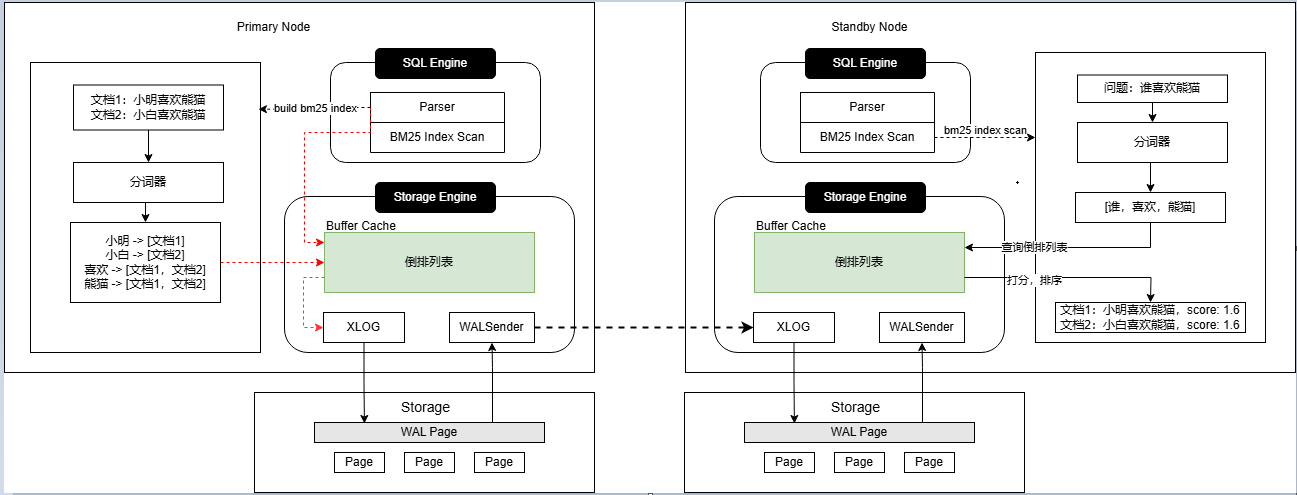 Primary Node
文档1：小明喜欢熊猫
文档2：小白喜欢熊猫
分词器
小明 -> [文档1]
小白 -> [文档2]
喜欢 -> [文档1，文档2]
熊猫 -> [文档1，文档2]
build bm25 index
SQL Engine
Parser
BM25 Index Scan
Storage Engine
Buffer Cache
倒排列表
XLOG
WALSender
Storage
WAL Page
Page
Page
Page
Standby Node
SQL Engine
Parser
BM25 Index Scan
bm25 index scan
Storage Engine
Buffer Cache
倒排列表
XLOG
WALSender
问题：谁喜欢熊猫
分词器
[谁，喜欢，熊猫]
查询倒排列表
打分，排序
文档1：小明喜欢熊猫，score: 1.6
文档2：小白喜欢熊猫，score: 1.6
Storage
WAL Page
Page
Page
Page